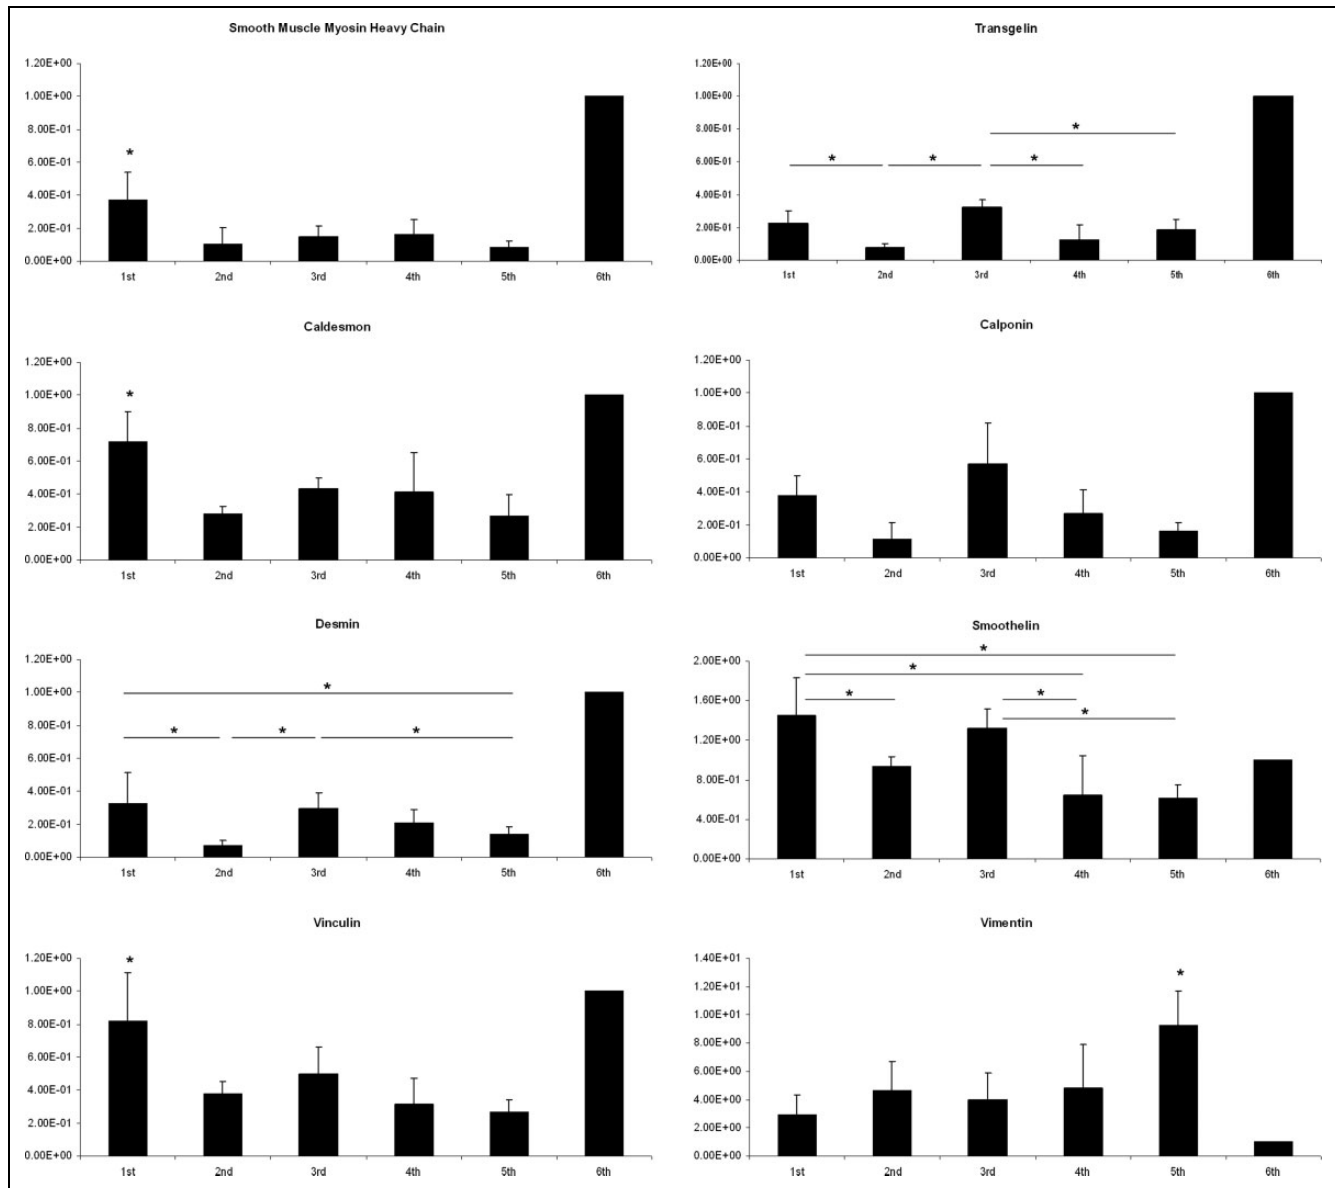 Smooth Muscle Myosin Heavy Chain
1.20E+00
1.00E+00
8.00E-01
6.00E-01
4.00E-01
2.00E-01
0.00E+00
*
1st 2nd 3rd 4th 5th 6th
Transgelin
1.20E+00
1.00E+00
8.00E-01
6.00E-01
4.00E-01
2.00E-01
0.00E+00
*
* * *
1st 2nd 3rd 4th 5th 6th
Caldesmon
1.20E+00
1.00E+00
8.00E-01
6.00E-01
4.00E-01
2.00E-01
0.00E+00
*
1st 2nd 3rd 4th 5th 6th
Calponin
1.20E+00
1.00E+00
8.00E-01
6.00E-01
4.00E-01
2.00E-01
0.00E+00
1st 2nd 3rd 4th 5th 6th
Desmin
1.20E+00
1.00E+00
8.00E-01
6.00E-01
4.00E-01
2.00E-01
0.00E+00
*
* * *
1st 2nd 3rd 4th 5th 6th
Smoothelin
2.00E+00
1.60E+00
1.20E+00
8.00E-01
4.00E-01
0.00E+00
*
*
* *
*
1st 2nd 3rd 4th 5th 6th
Vinculin
1.20E+00
1.00E+00
8.00E-01
6.00E-01
4.00E-01
2.00E-01
0.00E+00
*
1st 2nd 3rd 4th 5th 6th
Vimentin
1.40E+01
1.20E+01
1.00E+01
8.00E+00
6.00E+00
4.00E+00
2.00E+00
0.00E+00
*
1st 2nd 3rd 4th 5th 6th